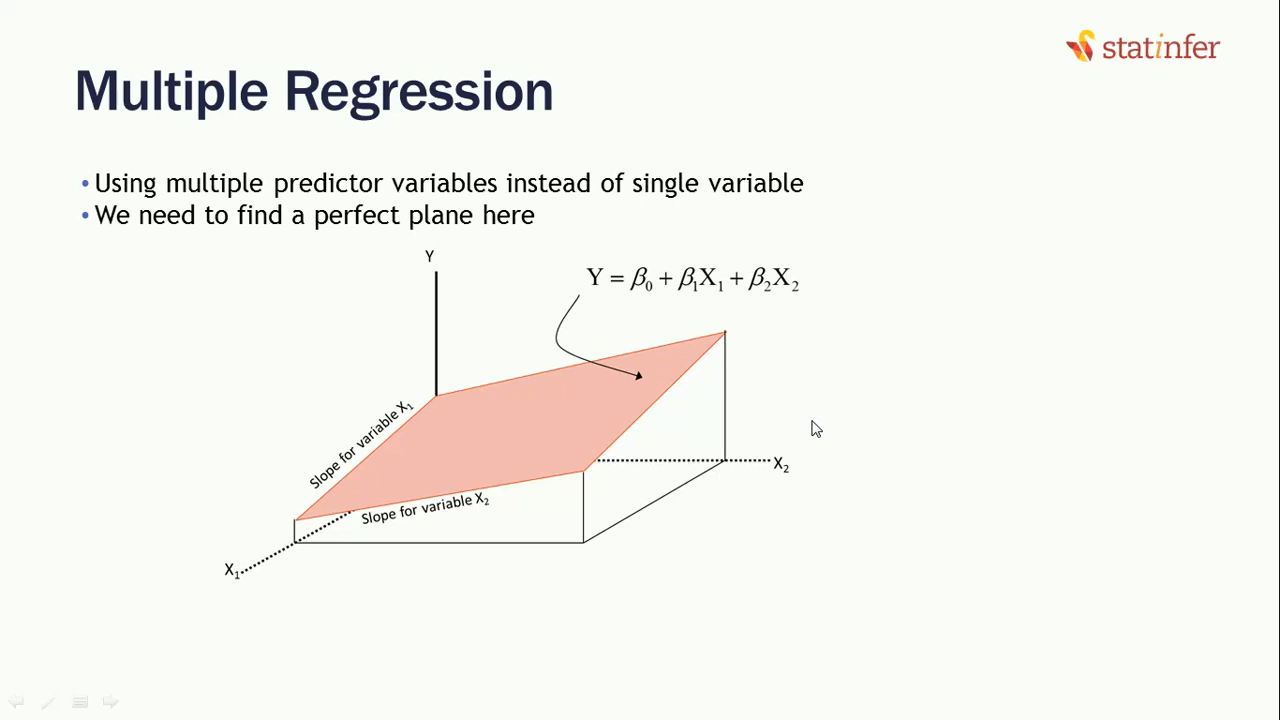 statinfer
Multiple Regression
• Using multiple predictor variables instead of single variable
• We need to find a perfect plane here
Y
Y = β₀ + β₁X₁ + β₂X₂
Slope for variable X₁
X₂
Slope for variable X₂
X₁